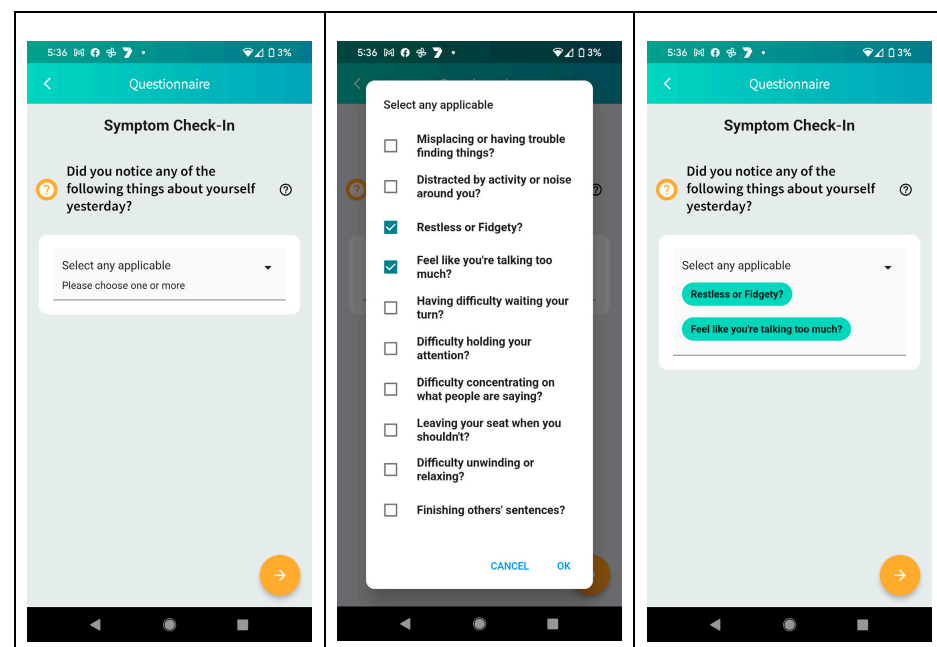 5:36
3%
Questionnaire
Symptom Check-In
Did you notice any of the
following things about yourself
yesterday?
Select any applicable
Please choose one or more
5:36
3%
Select any applicable
Misplacing or having trouble
finding things?
Distracted by activity or noise
around you?
Restless or Fidgety?
Feel like you're talking too
much?
Having difficulty waiting your
turn?
Difficulty holding your
attention?
Difficulty concentrating on
what people are saying?
Leaving your seat when you
shouldn't?
Difficulty unwinding or
relaxing?
Finishing others' sentences?
CANCEL OK
5:36
3%
Questionnaire
Symptom Check-In
Did you notice any of the
following things about yourself
yesterday?
Select any applicable
Restless or Fidgety?
Feel like you're talking too much?